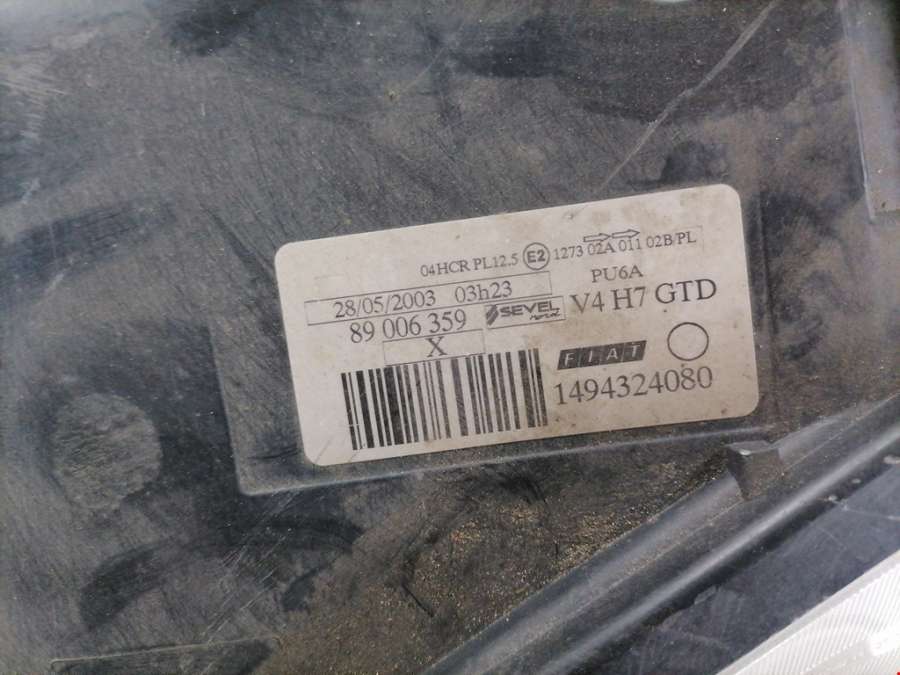 04HCR PL12.5 E2 1273 02A 011 02B/PL
28/05/2003 03h23
PU6A
89 006 359
SEVEL
nord
V4 H7 GTD
X
FIAT
1494324080